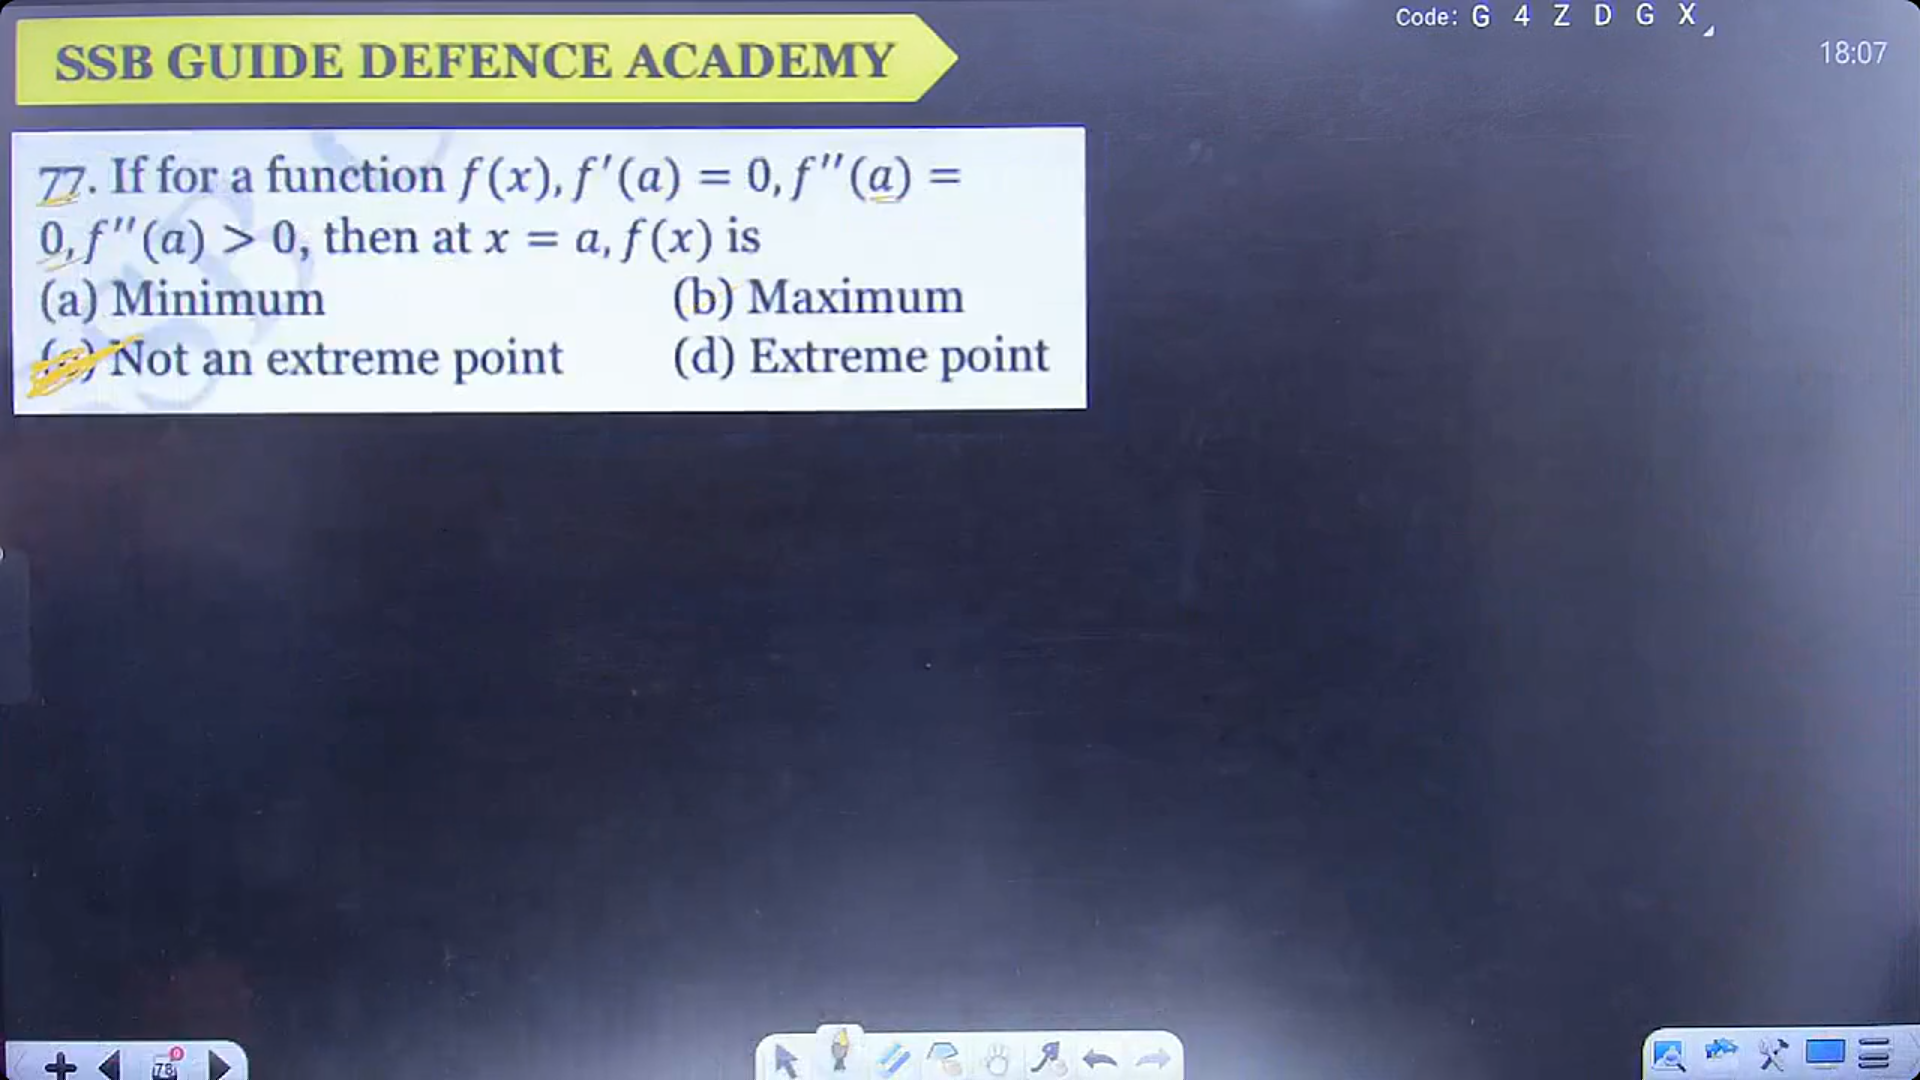 Code: G 4 Z D G X
18:07
SSB GUIDE DEFENCE ACADEMY
77. If for a function f(x), f'(a) = 0, f''(a) =
0, f''(a) > 0, then at x = a, f(x) is
(a) Minimum (b) Maximum
Not an extreme point (d) Extreme point
78